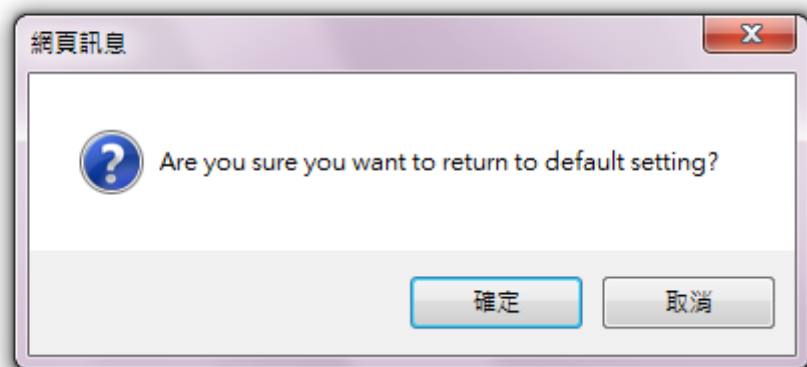 網頁訊息
Are you sure you want to return to default setting?
確定
取消